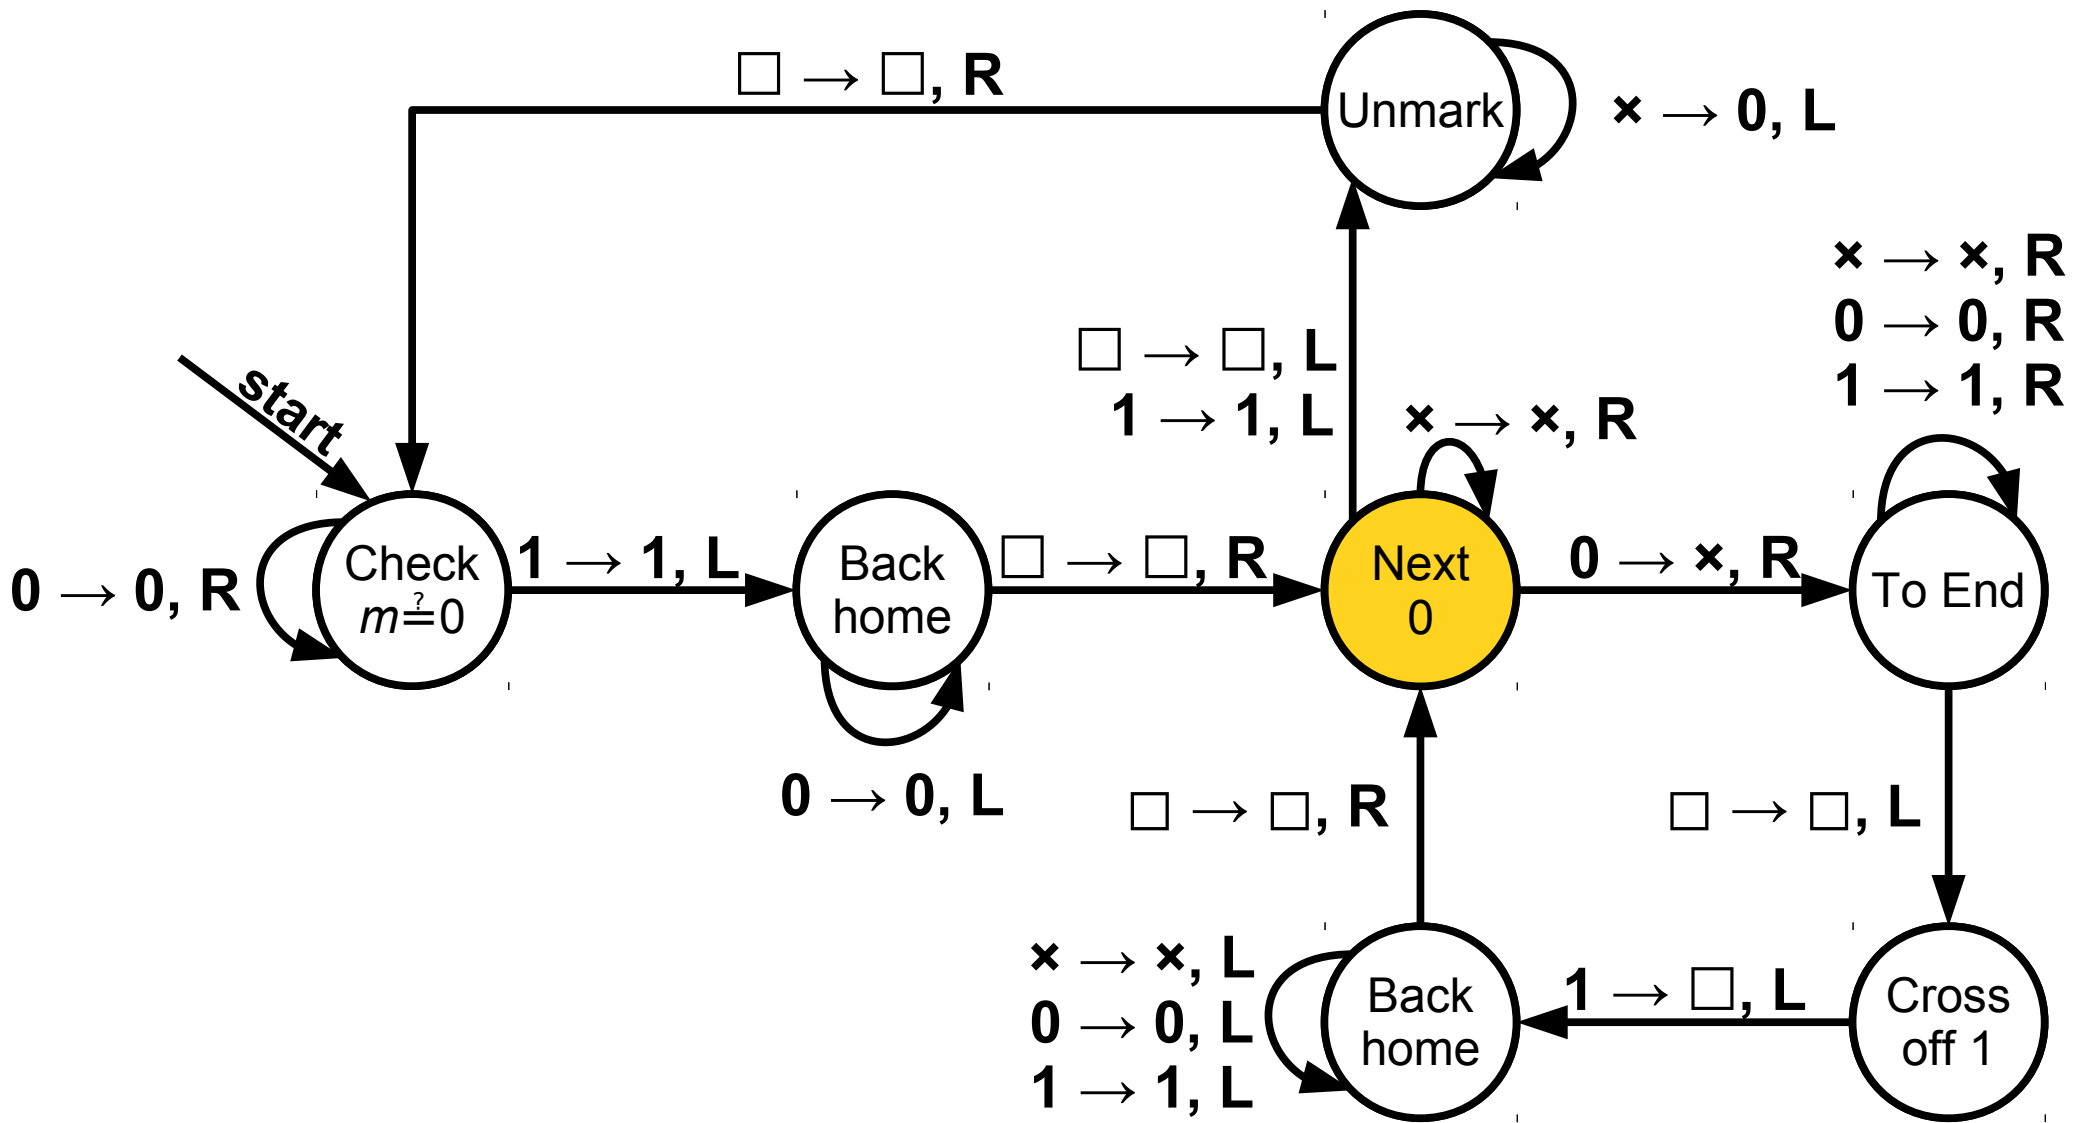 □ → □, R
Unmark
× → 0, L
× → ×, R
0 → 0, R
1 → 1, R
□ → □, L
1 → 1, L
× → ×, R
start
0 → 0, R
Check
m≟0
1 → 1, L
Back
home
□ → □, R
Next
0
0 → ×, R
To End
0 → 0, L
□ → □, R
□ → □, L
× → ×, L
0 → 0, L
1 → 1, L
Back
home
1 → □, L
Cross
off 1